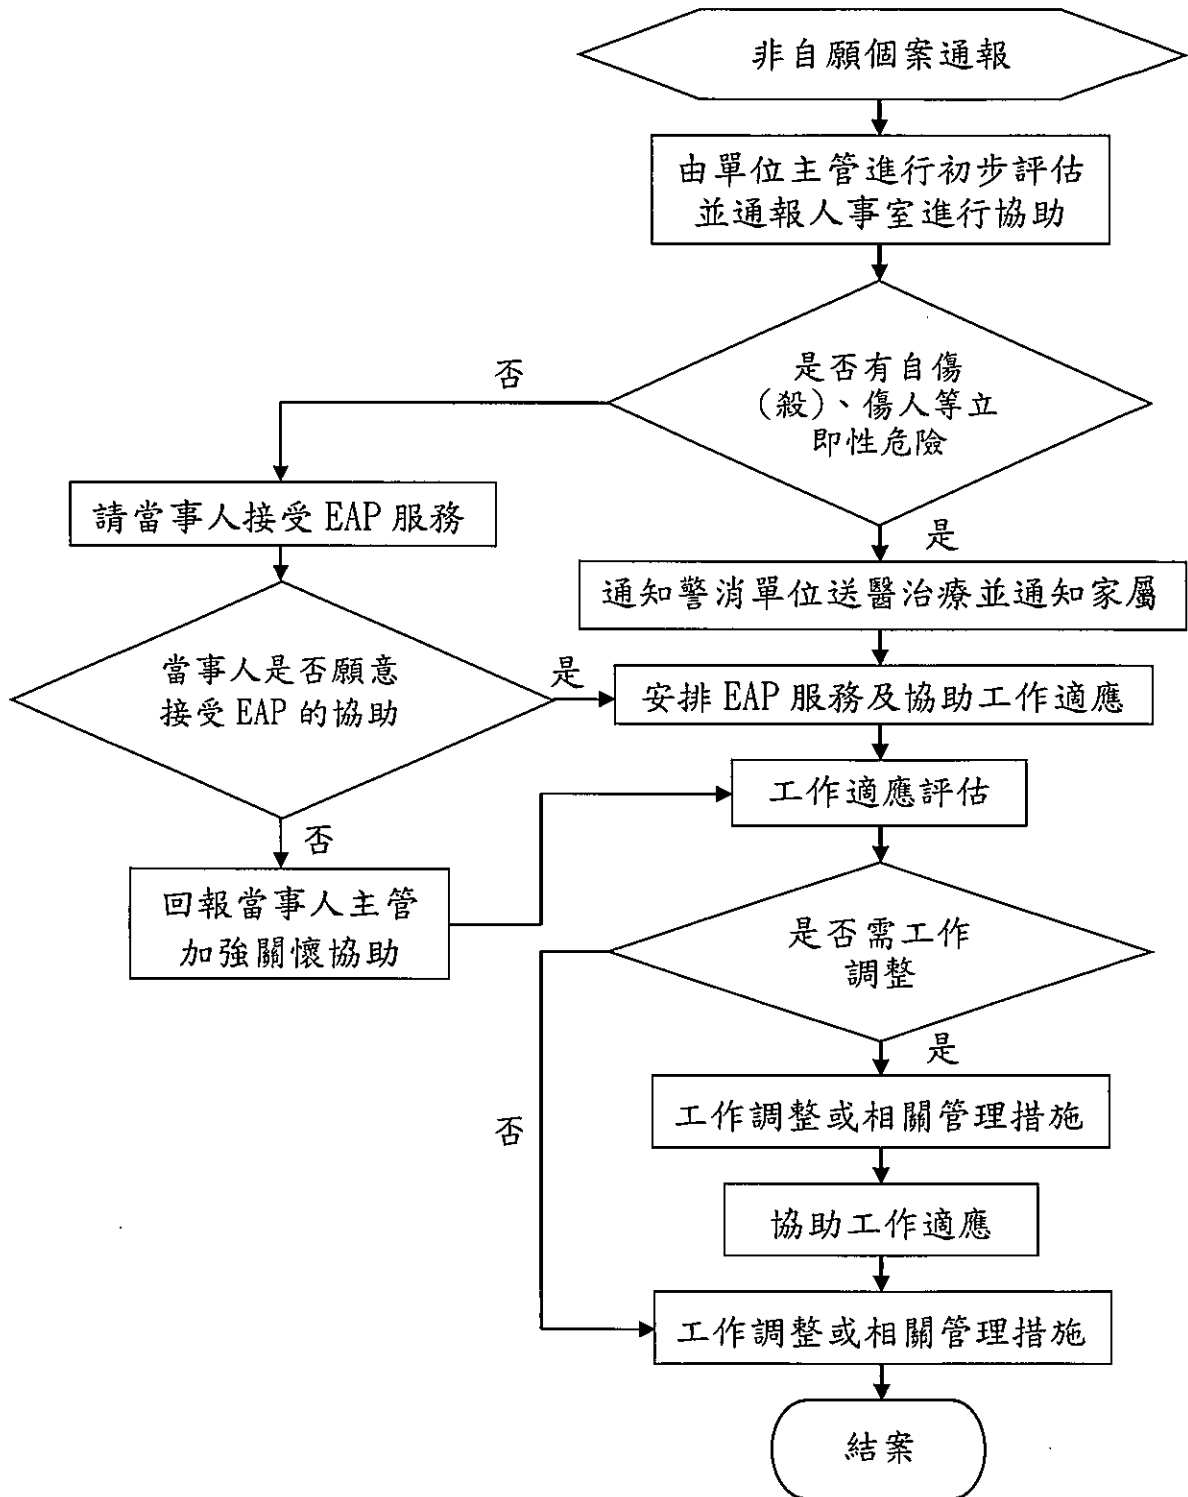 非自願個案通報
由單位主管進行初步評估
並通報人事室進行協助
是否有自傷
(殺)、傷人等立
即性危險
否
是
請當事人接受 EAP 服務
通知警消單位送醫治療並通知家屬
當事人是否願意
接受 EAP 的協助
是
安排 EAP 服務及協助工作適應
否
工作適應評估
回報當事人主管
加強關懷協助
是否需工作
調整
是
否
工作調整或相關管理措施
協助工作適應
工作調整或相關管理措施
結案